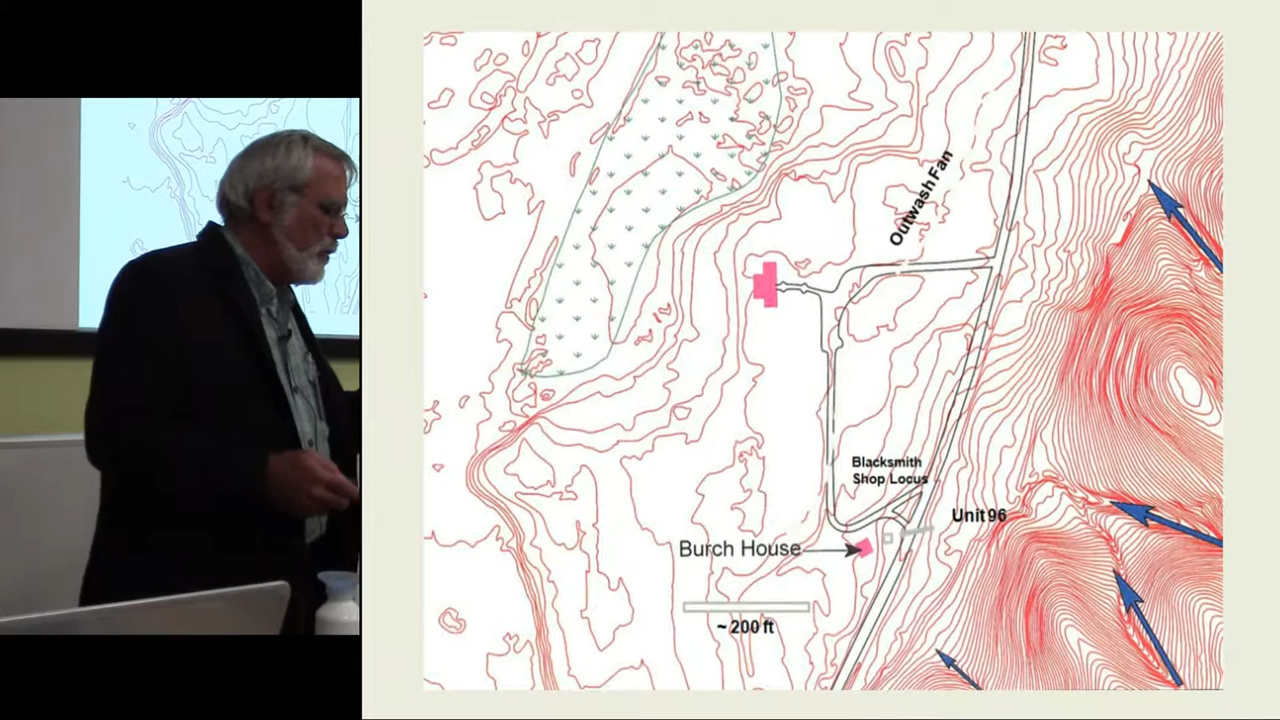 Outwash Fan
Blacksmith
Shop Locus
Unit 96
Burch House
~ 200 ft